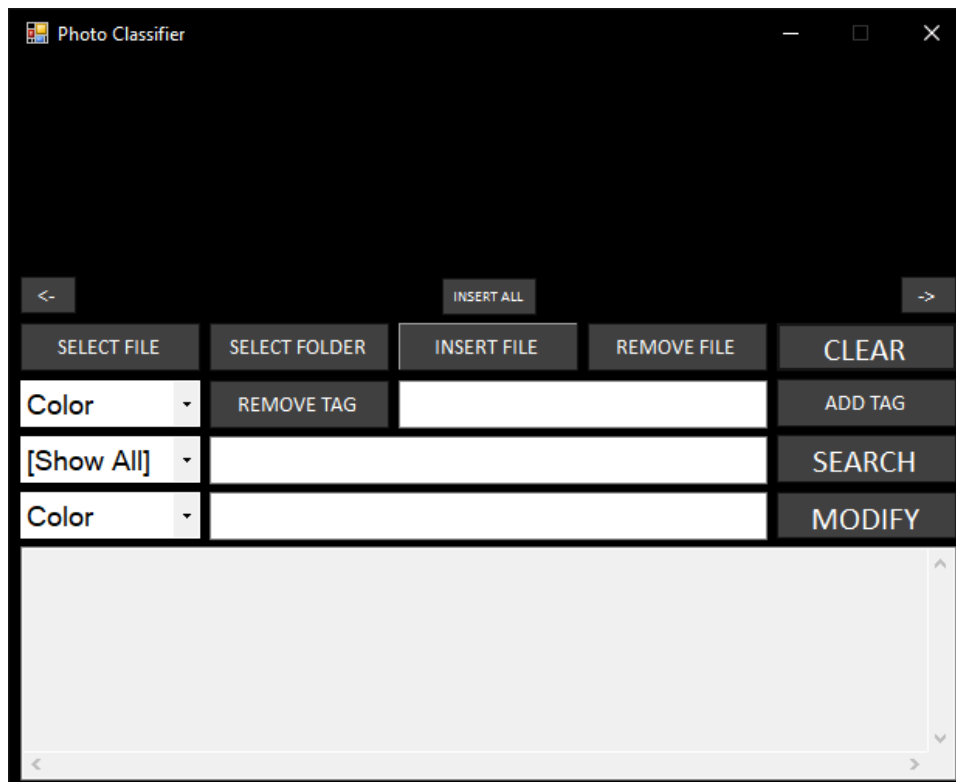 Photo Classifier
<- INSERT ALL ->
SELECT FILE SELECT FOLDER INSERT FILE REMOVE FILE CLEAR
Color REMOVE TAG ADD TAG
[Show All] SEARCH
Color MODIFY